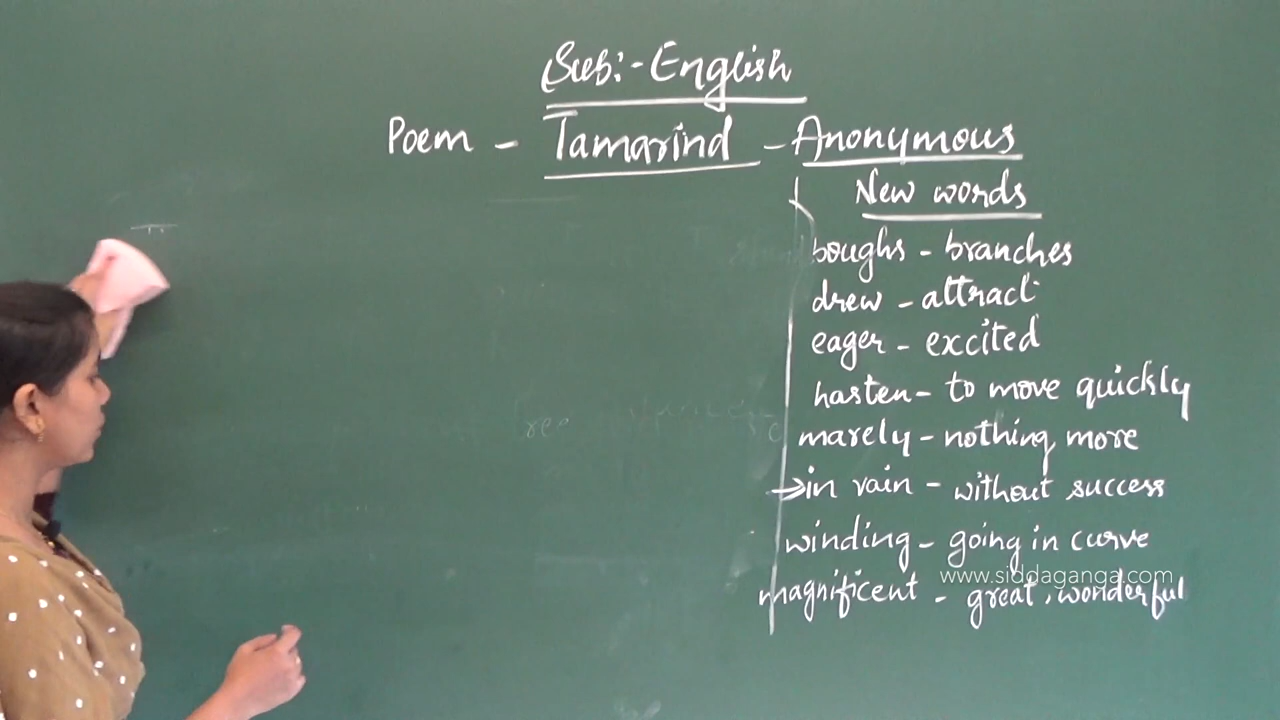 Sub:- English
Poem - Tamarind - Anonymous
New words
boughs - branches
drew - attract
eager - excited
hasten - to move quickly
marely - nothing more
→ in vain - without success
winding - going in curve
www.siddaganga.com
magnificent - great, wonderful